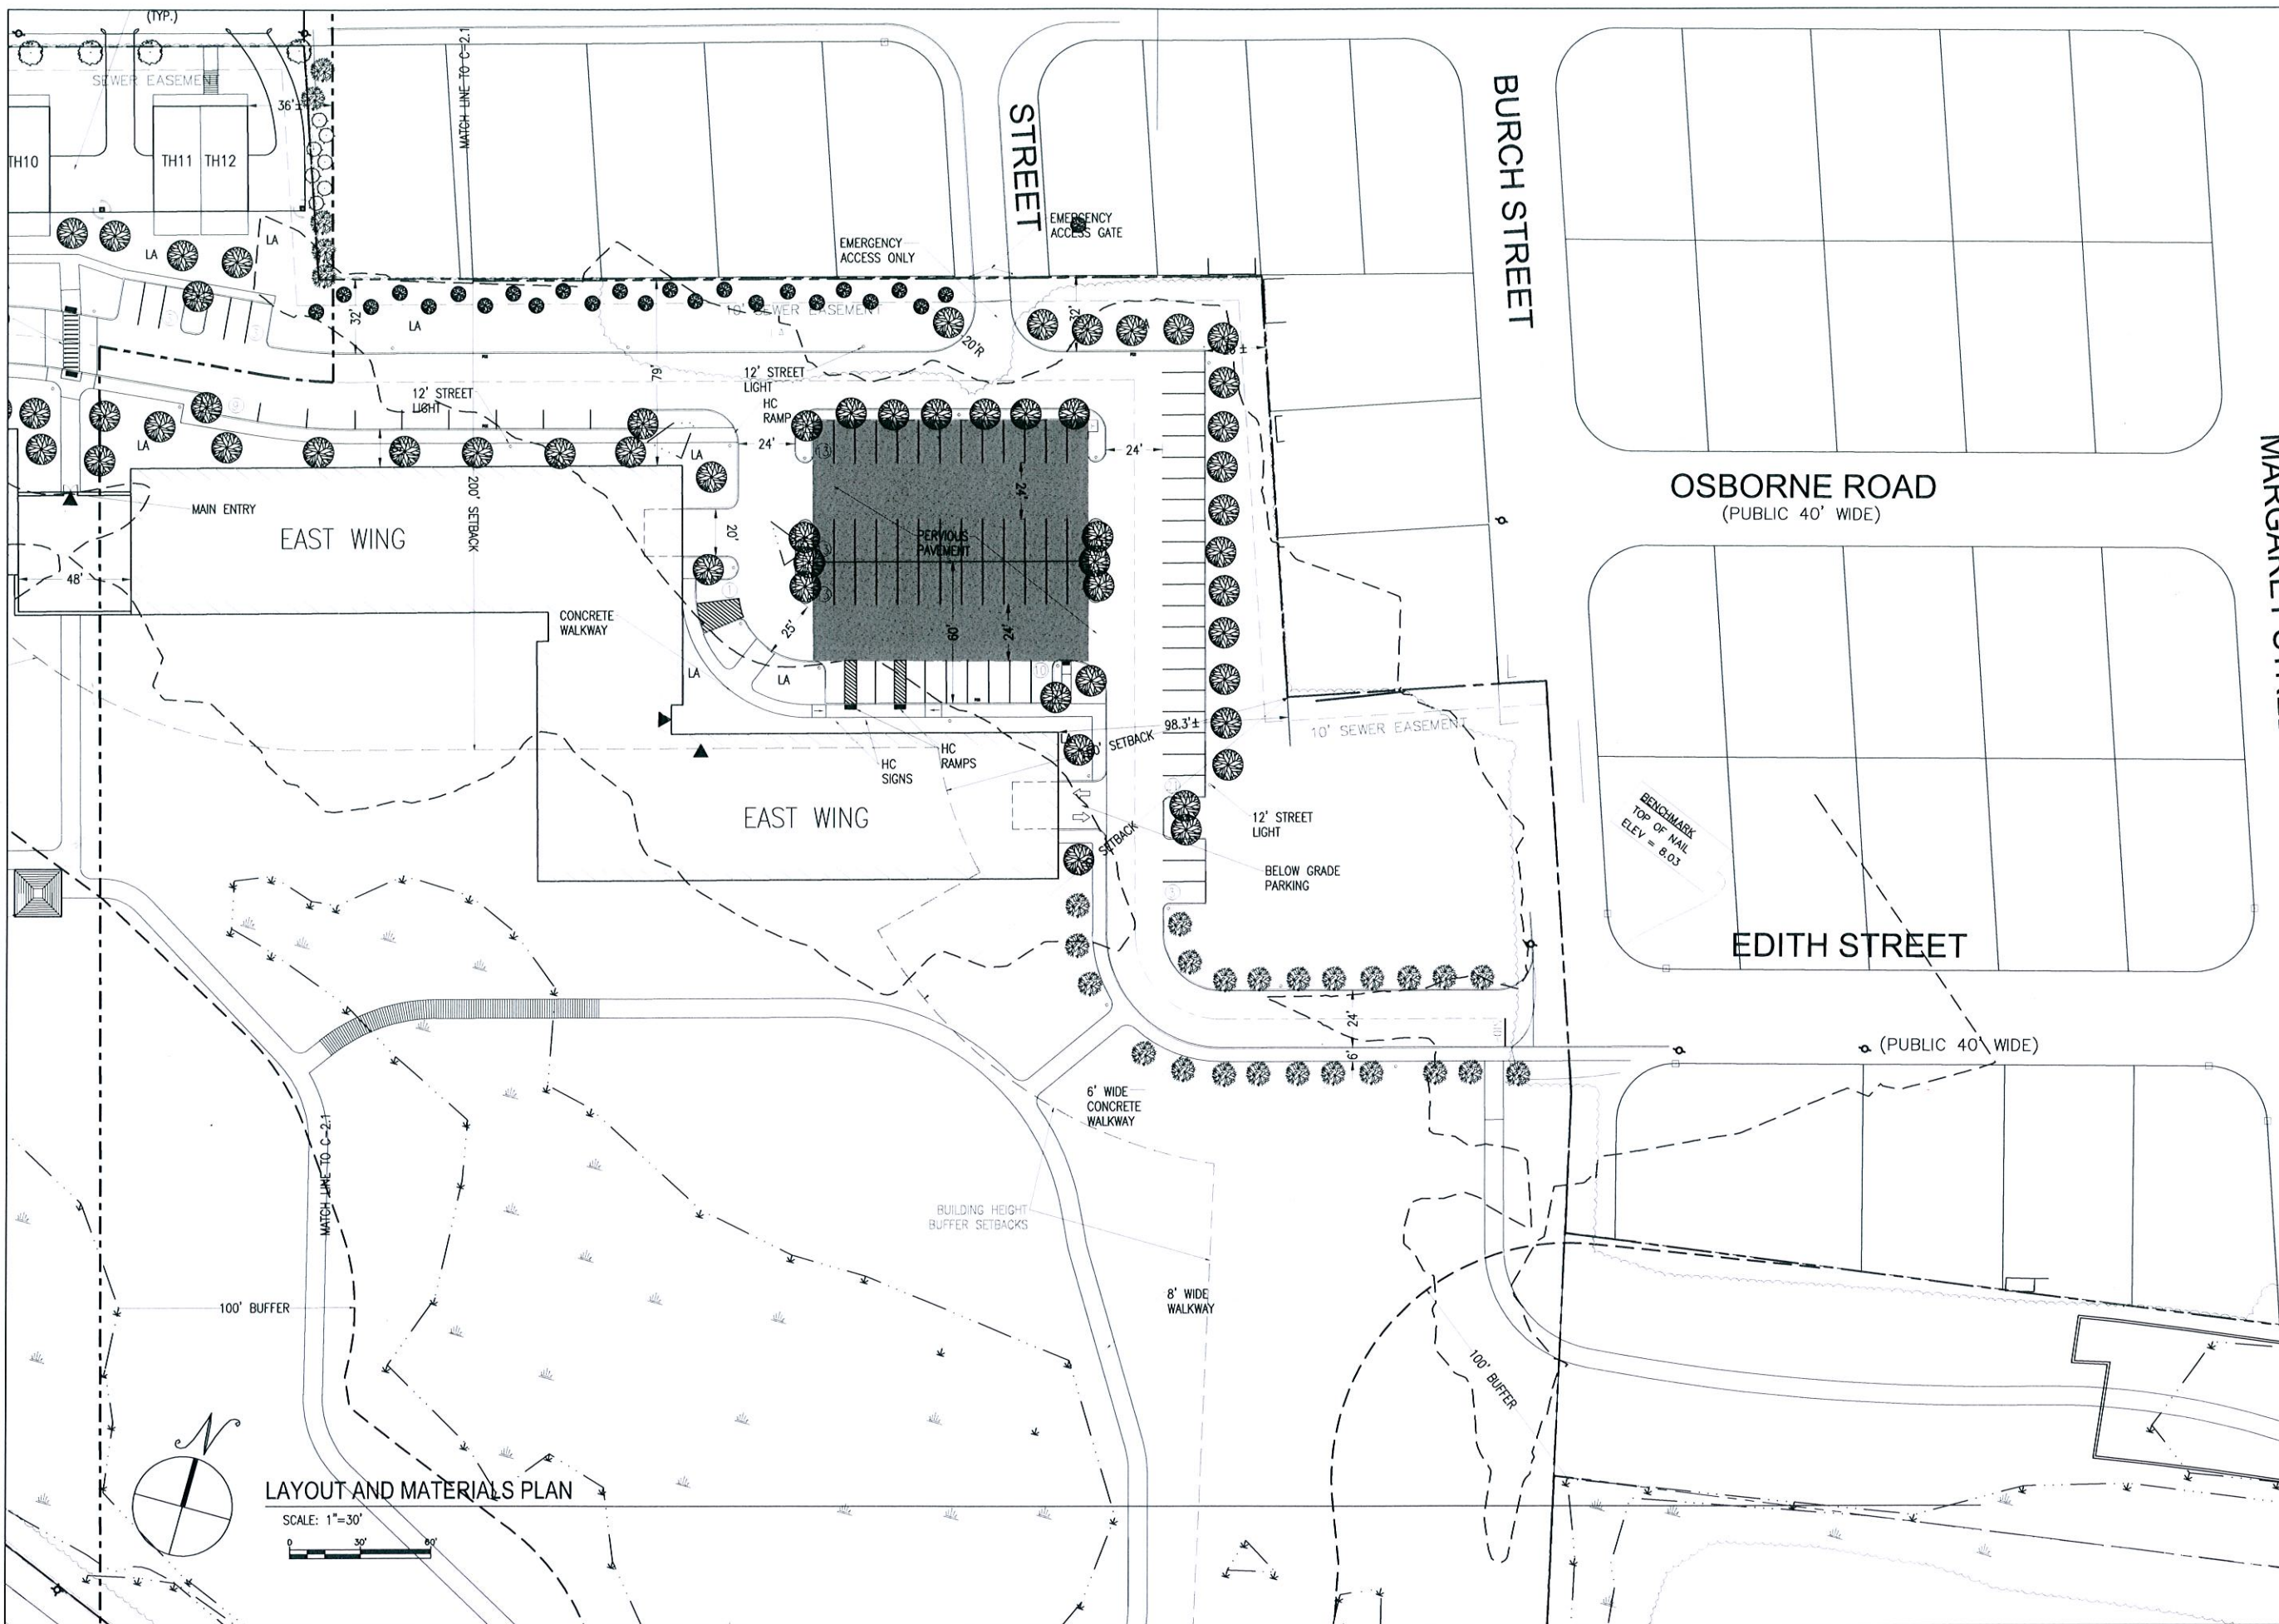 (TYP.)
SEWER EASEMENT
36'±
TH10
TH11
TH12
LA
LA
MATCH LINE TO C-2.1
STREET
BURCH STREET
EMERGENCY
ACCESS GATE
EMERGENCY
ACCESS ONLY
32'
LA
10' SEWER EASEMENT
32'
20'R
79'
12' STREET
LIGHT
12' STREET
LIGHT
HC
RAMP
LA
LA
24'
24'
24'
OSBORNE ROAD
(PUBLIC 40' WIDE)
MAIN ENTRY
EAST WING
200' SETBACK
20'
PERVIOUS
PAVEMENT
48'
CONCRETE
WALKWAY
25'
60'
24'
LA
LA
10
98.3'±
10' SEWER EASEMENT
HC
SIGNS
HC
RAMPS
LA
SETBACK
EAST WING
SETBACK
12' STREET
LIGHT
BENCHMARK
TOP OF NAIL
ELEV = 8.03
BELOW GRADE
PARKING
EDITH STREET
24'
6'
(PUBLIC 40' WIDE)
6' WIDE
CONCRETE
WALKWAY
MATCH LINE TO C-2.1
BUILDING HEIGHT
BUFFER SETBACKS
100' BUFFER
8' WIDE
WALKWAY
100' BUFFER
N
LAYOUT AND MATERIALS PLAN
SCALE: 1"=30'
0 30' 60'